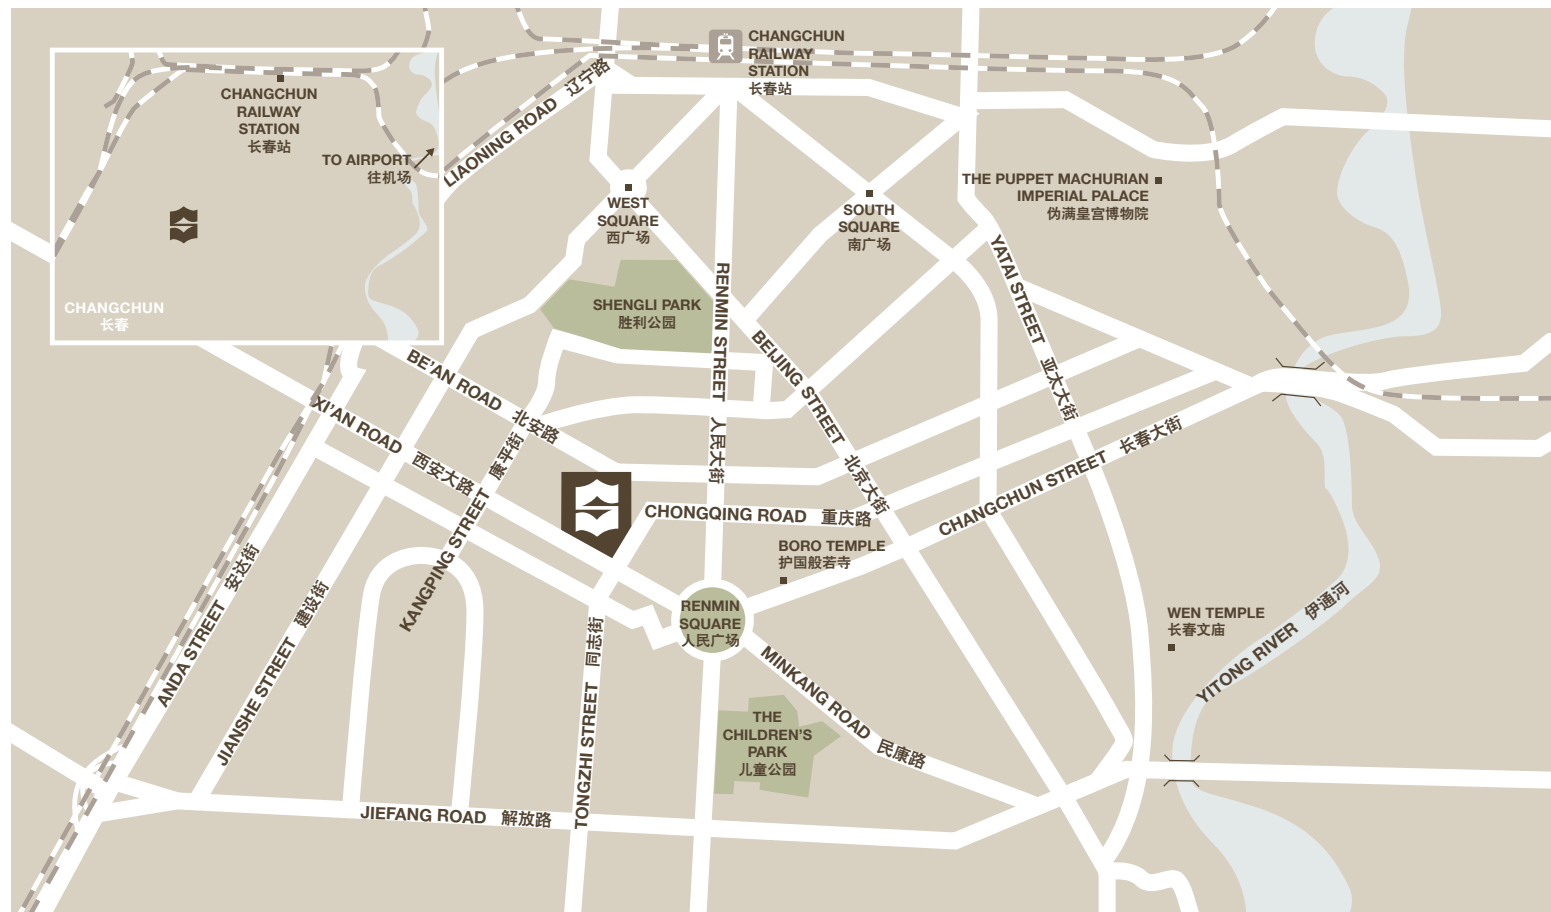 CHANGCHUN
RAILWAY
STATION
长春站
CHANGCHUN
RAILWAY
STATION
长春站
TO AIRPORT
往机场
CHANGCHUN
长春
LIAONING ROAD 辽宁路
WEST
SQUARE
西广场
SOUTH
SQUARE
南广场
THE PUPPET MACHURIAN
IMPERIAL PALACE
伪满皇宫博物院
SHENGLI PARK
胜利公园
RENMIN STREET 人民大街
BEIJING STREET 北京大街
YATAI STREET 亚太大街
BE'AN ROAD 北安路
XI'AN ROAD 西安大路
KANGPING STREET 康平街
CHONGQING ROAD 重庆路
CHANGCHUN STREET 长春大街
BORO TEMPLE
护国般若寺
ANDA STREET 安达街
JIANSHE STREET 建设街
RENMIN
SQUARE
人民广场
TONGZHI STREET 同志街
MINKANG ROAD 民康路
WEN TEMPLE
长春文庙
YITONG RIVER 伊通河
THE
CHILDREN'S
PARK
儿童公园
JIEFANG ROAD 解放路